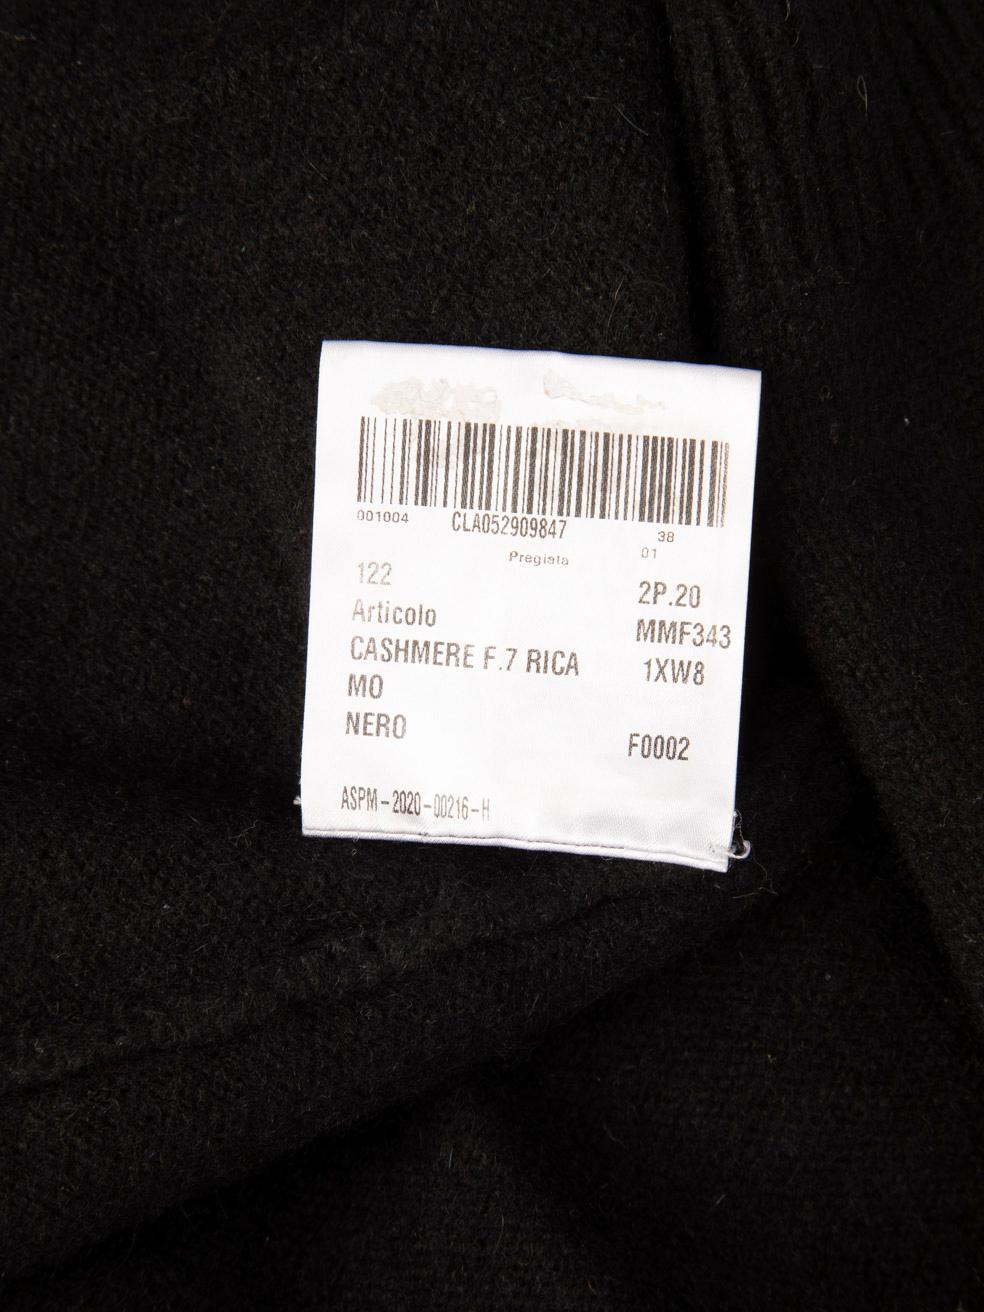 001004 CLA052909847 38
Pregiata 01
122 2P.20
Articolo MMF343
CASHMERE F.7 RICA 1XW8
MO
NERO F0002
ASPM-2020-00216-H